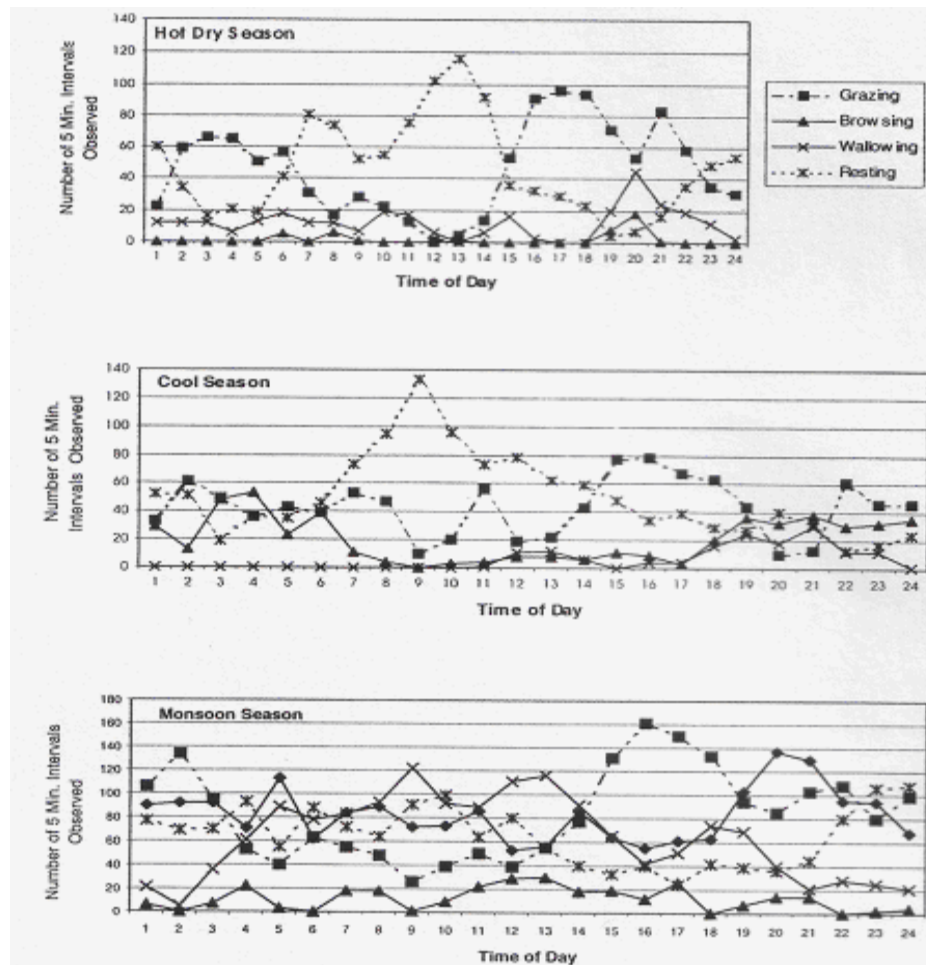 140
Hot Dry Season
120
100
80
60
40
20
0
Number of 5 Min. Intervals
Observed
1 2 3 4 5 6 7 8 9 10 11 12 13 14 15 16 17 18 19 20 21 22 23 24
Time of Day
Grazing
Browsing
Wallowing
Resting
140
Cool Season
120
100
80
60
40
20
0
Number of 5 Min.
Intervals Observed
1 2 3 4 5 6 7 8 9 10 11 12 13 14 15 16 17 18 19 20 21 22 23 24
Time of Day
180
Monsoon Season
160
140
120
100
80
60
40
20
0
Number of 5 Min. Intervals
Observed
1 2 3 4 5 6 7 8 9 10 11 12 13 14 15 16 17 18 19 20 21 22 23 24
Time of Day